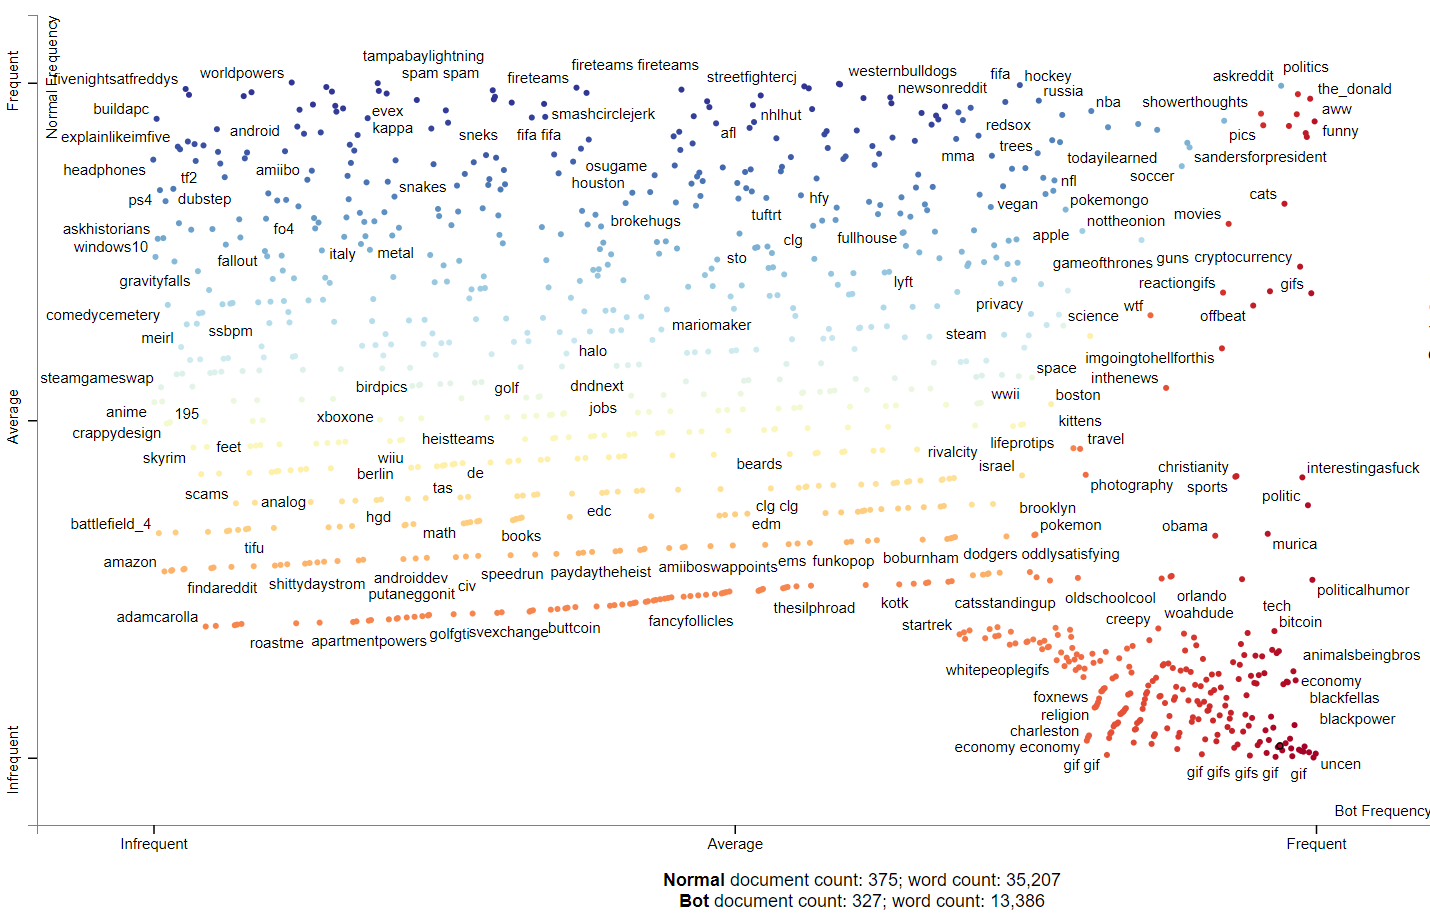 Normal Frequency
Frequent
Average
Infrequent
tampabaylightning
fivenightsatfreddys
worldpowers
spam spam
fireteams
fireteams fireteams
streetfightercj
westernbulldogs
newsonreddit
fifa
hockey
russia
askreddit
politics
the_donald
buildapc
evex
kappa
smashcirclejerk
nhlhut
nba
showerthoughts
aww
explainlikeimfive
android
sneks
fifa fifa
afl
redsox
pics
funny
headphones
tf2
amiibo
osugame
houston
mma
trees
todayilearned
soccer
sandersforpresident
ps4
dubstep
snakes
hfy
vegan
nfl
pokemongo
cats
askhistorians
windows10
fo4
brokehugs
tuftrt
nottheonion
movies
fallout
italy
metal
clg
fullhouse
apple
gravityfalls
sto
lyft
gameofthrones
guns
cryptocurrency
reactiongifs
gifs
comedycemetery
mariomaker
privacy
science
wtf
offbeat
meirl
ssbpm
halo
steam
imgoingtohellforthis
steamgameswap
birdpics
golf
dndnext
space
inthenews
anime
195
xboxone
jobs
wwii
boston
crappydesign
feet
heistteams
kittens
skyrim
wiiu
rivalcity
lifeprotips
travel
berlin
de
beards
israel
christianity
interestingasfuck
scams
analog
tas
photography
sports
politic
battlefield_4
hgd
edc
clg clg
edm
brooklyn
pokemon
obama
murica
tifu
math
books
amazon
findareddit
shittydaystrom
androiddev
putaneggonit
civ
speedrun
paydaytheheist
amiiboswappoints
ems
funkopop
boburnham
dodgers
oddlysatisfying
politicalhumor
adamcarolla
roastme
apartmentpowers
golfgti
svexchange
buttcoin
fancyfollicles
thesilphroad
kotk
startrek
catsstandingup
oldschoolcool
creepy
orlando
woahdude
tech
bitcoin
whitepeoplegifs
animalsbeingbros
foxnews
economy
blackfellas
religion
charleston
blackpower
economy economy
gif gif
gif gifs
gifs gif
gif
uncen
Bot Frequency
Infrequent
Average
Frequent
Normal document count: 375; word count: 35,207
Bot document count: 327; word count: 13,386